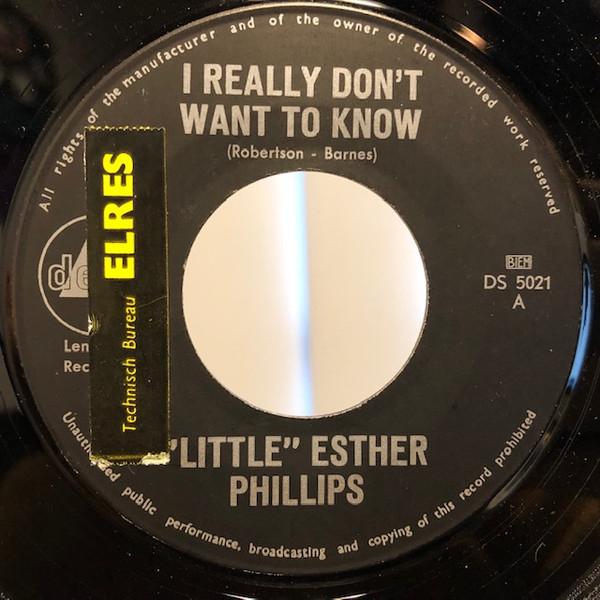 All rights of the manufacturer and of the owner of the recorded work reserved
I REALLY DON'T
WANT TO KNOW
(Robertson - Barnes)
ELRES
Technisch Bureau
BIEM
DS 5021
A
"LITTLE" ESTHER
PHILLIPS
performance, broadcasting and copying of this record prohibited
public